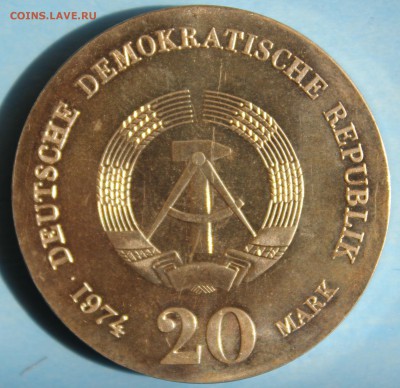 COINS.LAVE.RU
1974 DEUTSCHE DEMOKRATISCHE REPUBLIK
20 MARK